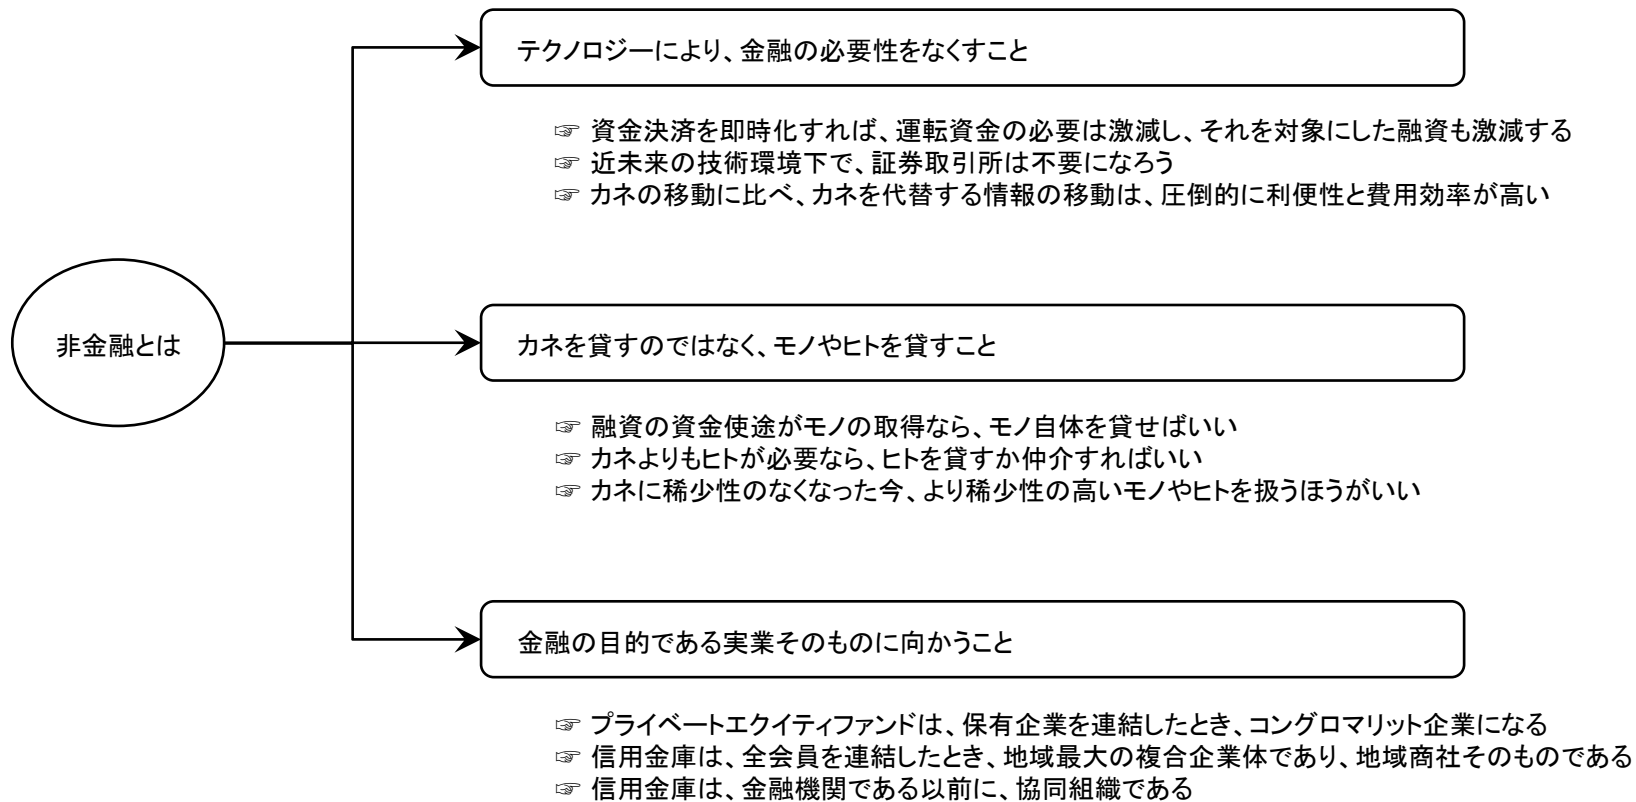 テクノロジーにより、金融の必要性をなくすこと
☞ 資金決済を即時化すれば、運転資金の必要は激減し、それを対象にした融資も激減する
☞ 近未来の技術環境下で、証券取引所は不要になろう
☞ カネの移動に比べ、カネを代替する情報の移動は、圧倒的に利便性と費用効率が高い
非金融とは
カネを貸すのではなく、モノやヒトを貸すこと
☞ 融資の資金使途がモノの取得なら、モノ自体を貸せばいい
☞ カネよりもヒトが必要なら、ヒトを貸すか仲介すればいい
☞ カネに稀少性のなくなった今、より稀少性の高いモノやヒトを扱うほうがいい
金融の目的である実業そのものに向かうこと
☞ プライベートエクイティファンドは、保有企業を連結したとき、コングロマリット企業になる
☞ 信用金庫は、全会員を連結したとき、地域最大の複合企業体であり、地域商社そのものである
☞ 信用金庫は、金融機関である以前に、協同組織である